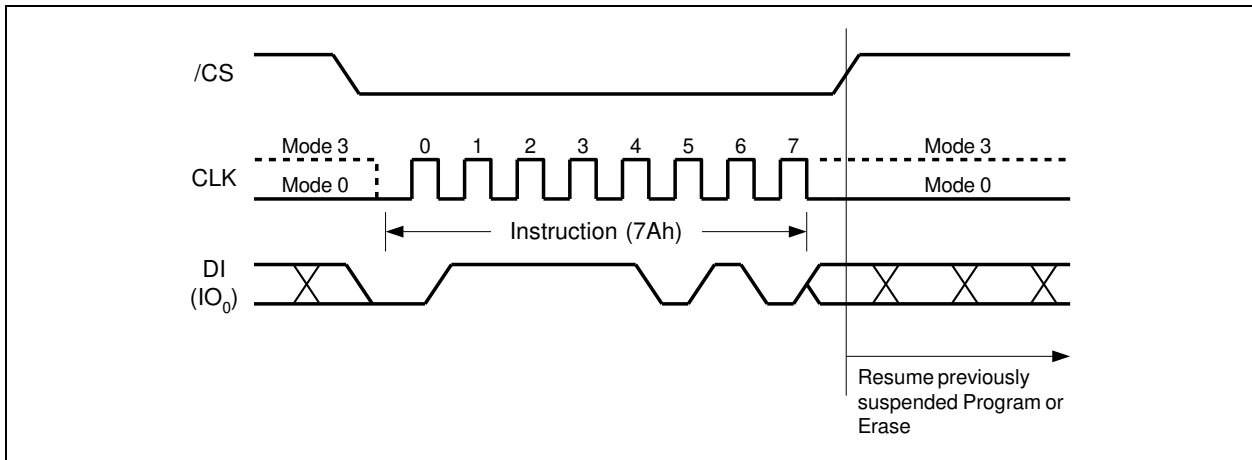 /CS
Mode 3
0 1 2 3 4 5 6 7
Mode 3
CLK
Mode 0
Mode 0
Instruction (7Ah)
DI
(IO₀)
Resume previously
suspended Program or
Erase